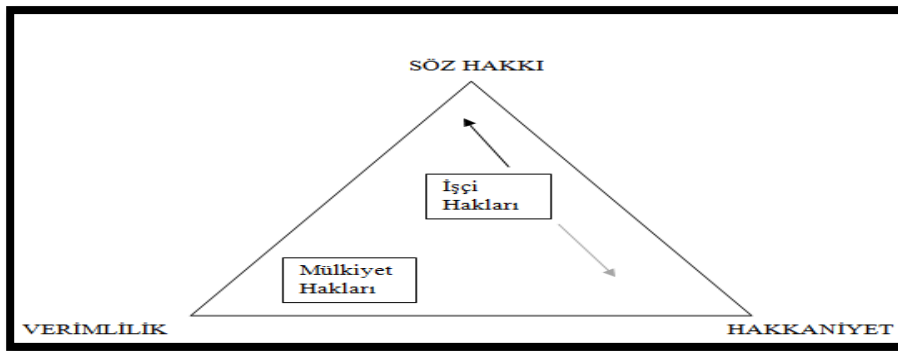 SÖZ HAKKI
İşçi
Hakları
Mülkiyet
Hakları
VERİMLİLİK
HAKKANİYET